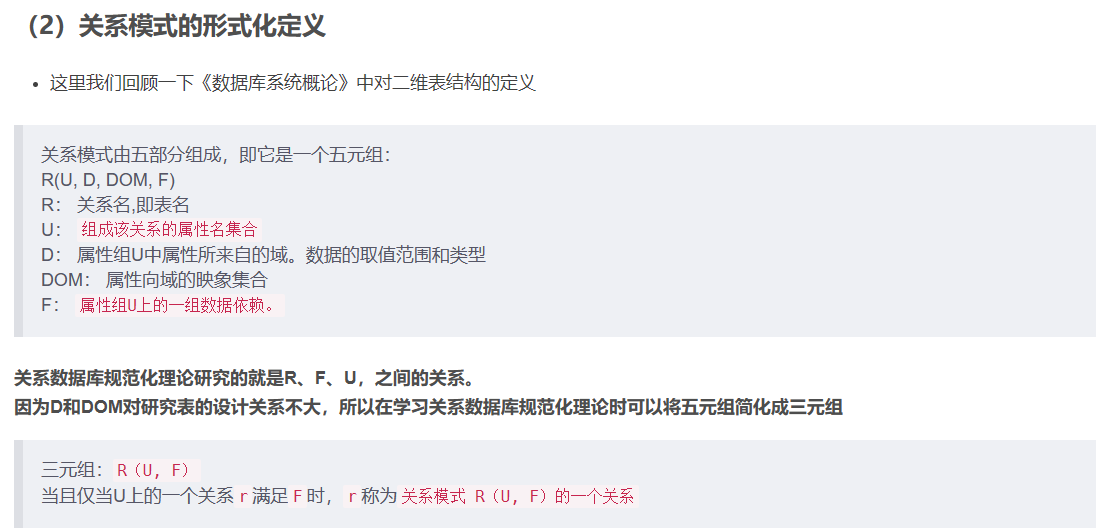 （2）关系模式的形式化定义
• 这里我们回顾一下《数据库系统概论》中对二维表结构的定义
关系模式由五部分组成，即它是一个五元组：
R(U, D, DOM, F)
R： 关系名,即表名
U： 组成该关系的属性名集合
D： 属性组U中属性所来自的域。数据的取值范围和类型
DOM： 属性向域的映象集合
F： 属性组U上的一组数据依赖。
关系数据库规范化理论研究的就是R、F、U，之间的关系。
因为D和DOM对研究表的设计关系不大，所以在学习关系数据库规范化理论时可以将五元组简化成三元组
三元组：R（U, F）
当且仅当U上的一个关系 r 满足 F 时， r 称为 关系模式 R（U, F）的一个关系